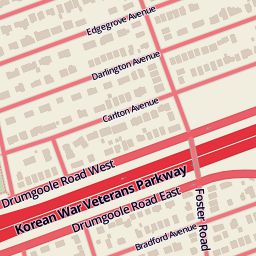 Edgegrove Avenue
Darlington Avenue
Carlton Avenue
Drumgoole Road West
Korean War Veterans Parkway
Drumgoole Road East
Foster Road
Bradford Avenue